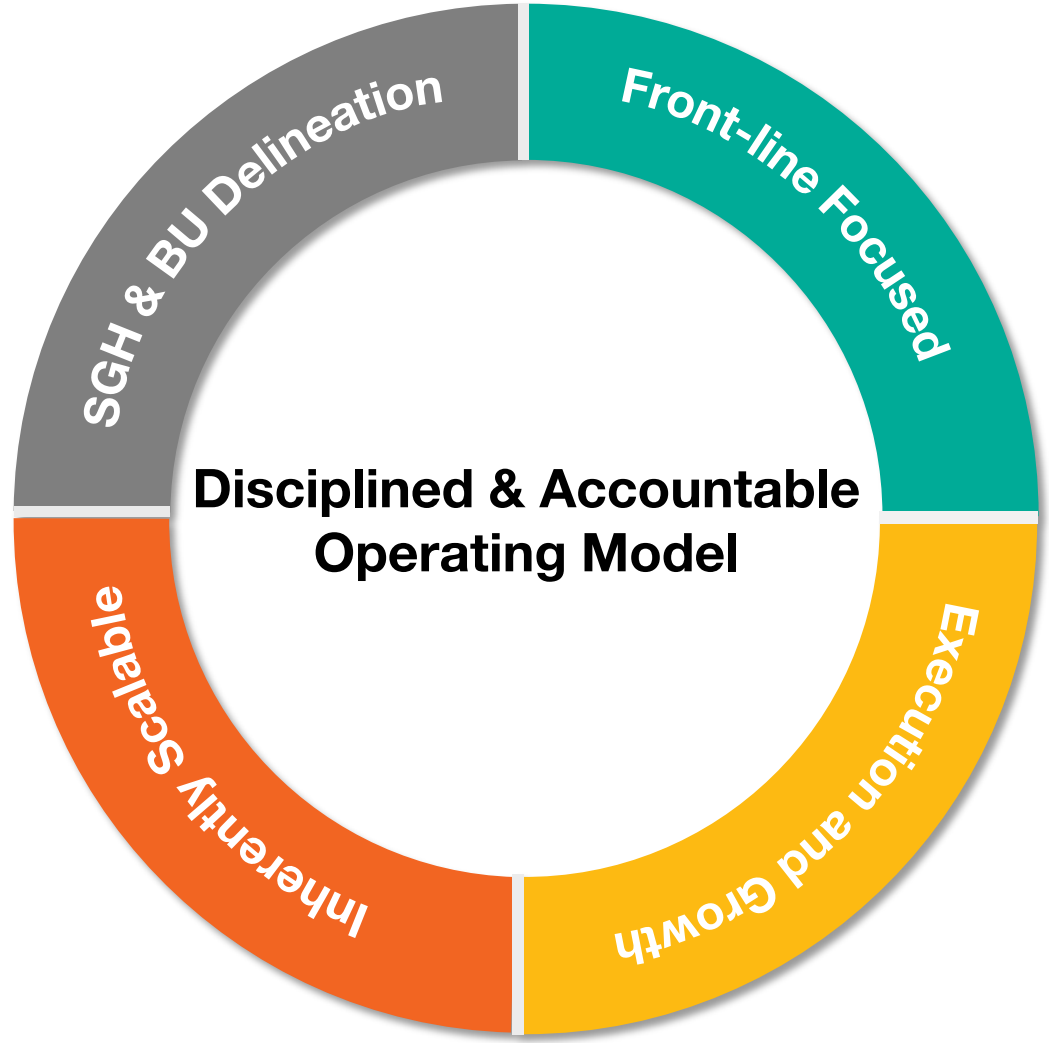 SGH & BU Delineation
Front-line Focused
Disciplined & Accountable
Operating Model
Execution and Growth
Inherently Scalable